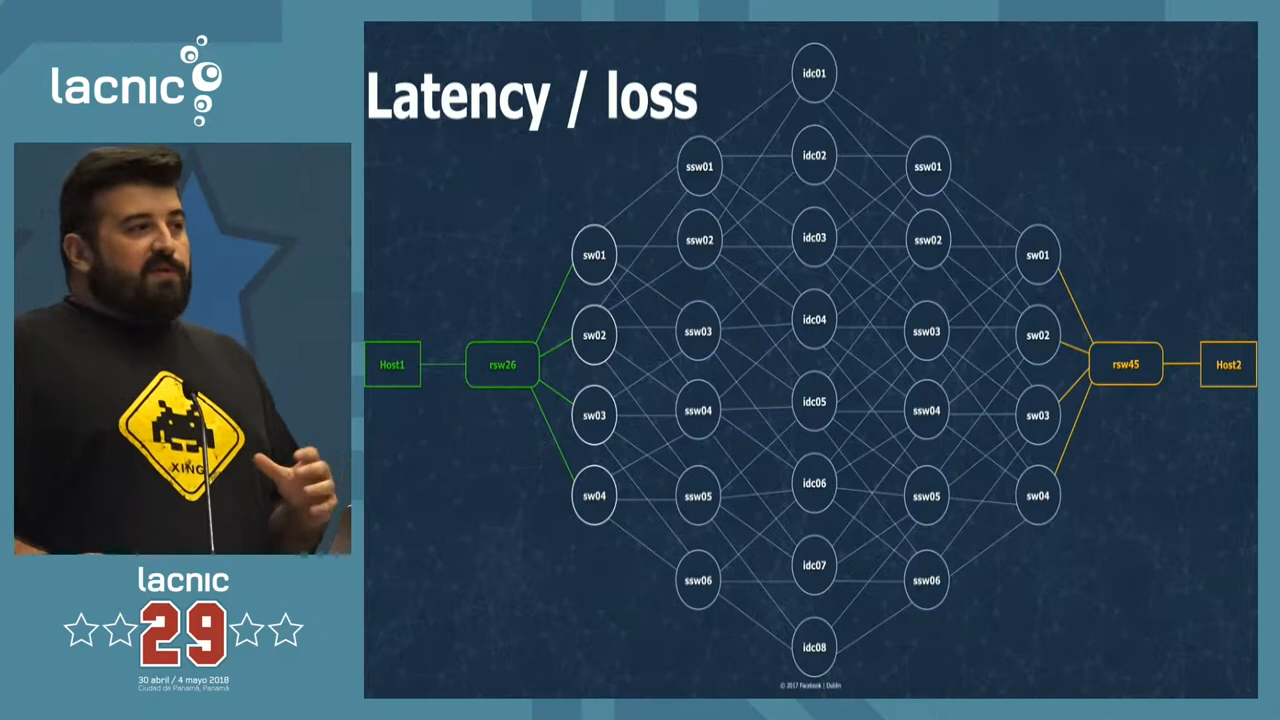 lacnic
Latency / loss
idc01
ssw01
idc02
ssw01
sw01
ssw02
idc03
ssw02
sw01
sw02
ssw03
idc04
ssw03
sw02
Host1
rsw26
rsw45
Host2
sw03
ssw04
idc05
ssw04
sw03
sw04
ssw05
idc06
ssw05
sw04
ssw06
idc07
ssw06
idc08
© 2017 Facebook | Dublin
XING
lacnic
29
30 abril / 4 mayo 2018
Ciudad de Panamá, Panamá